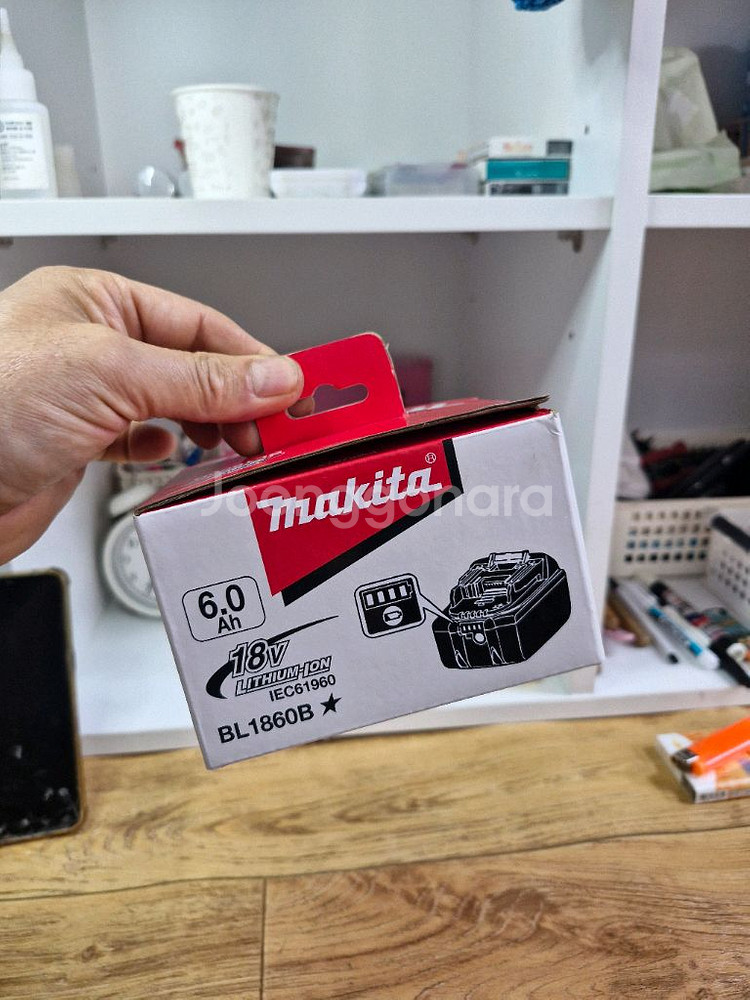 makita®
Joonggonara
6.0
Ah
18V
LITHIUM-ION
IEC61960
BL1860B ★